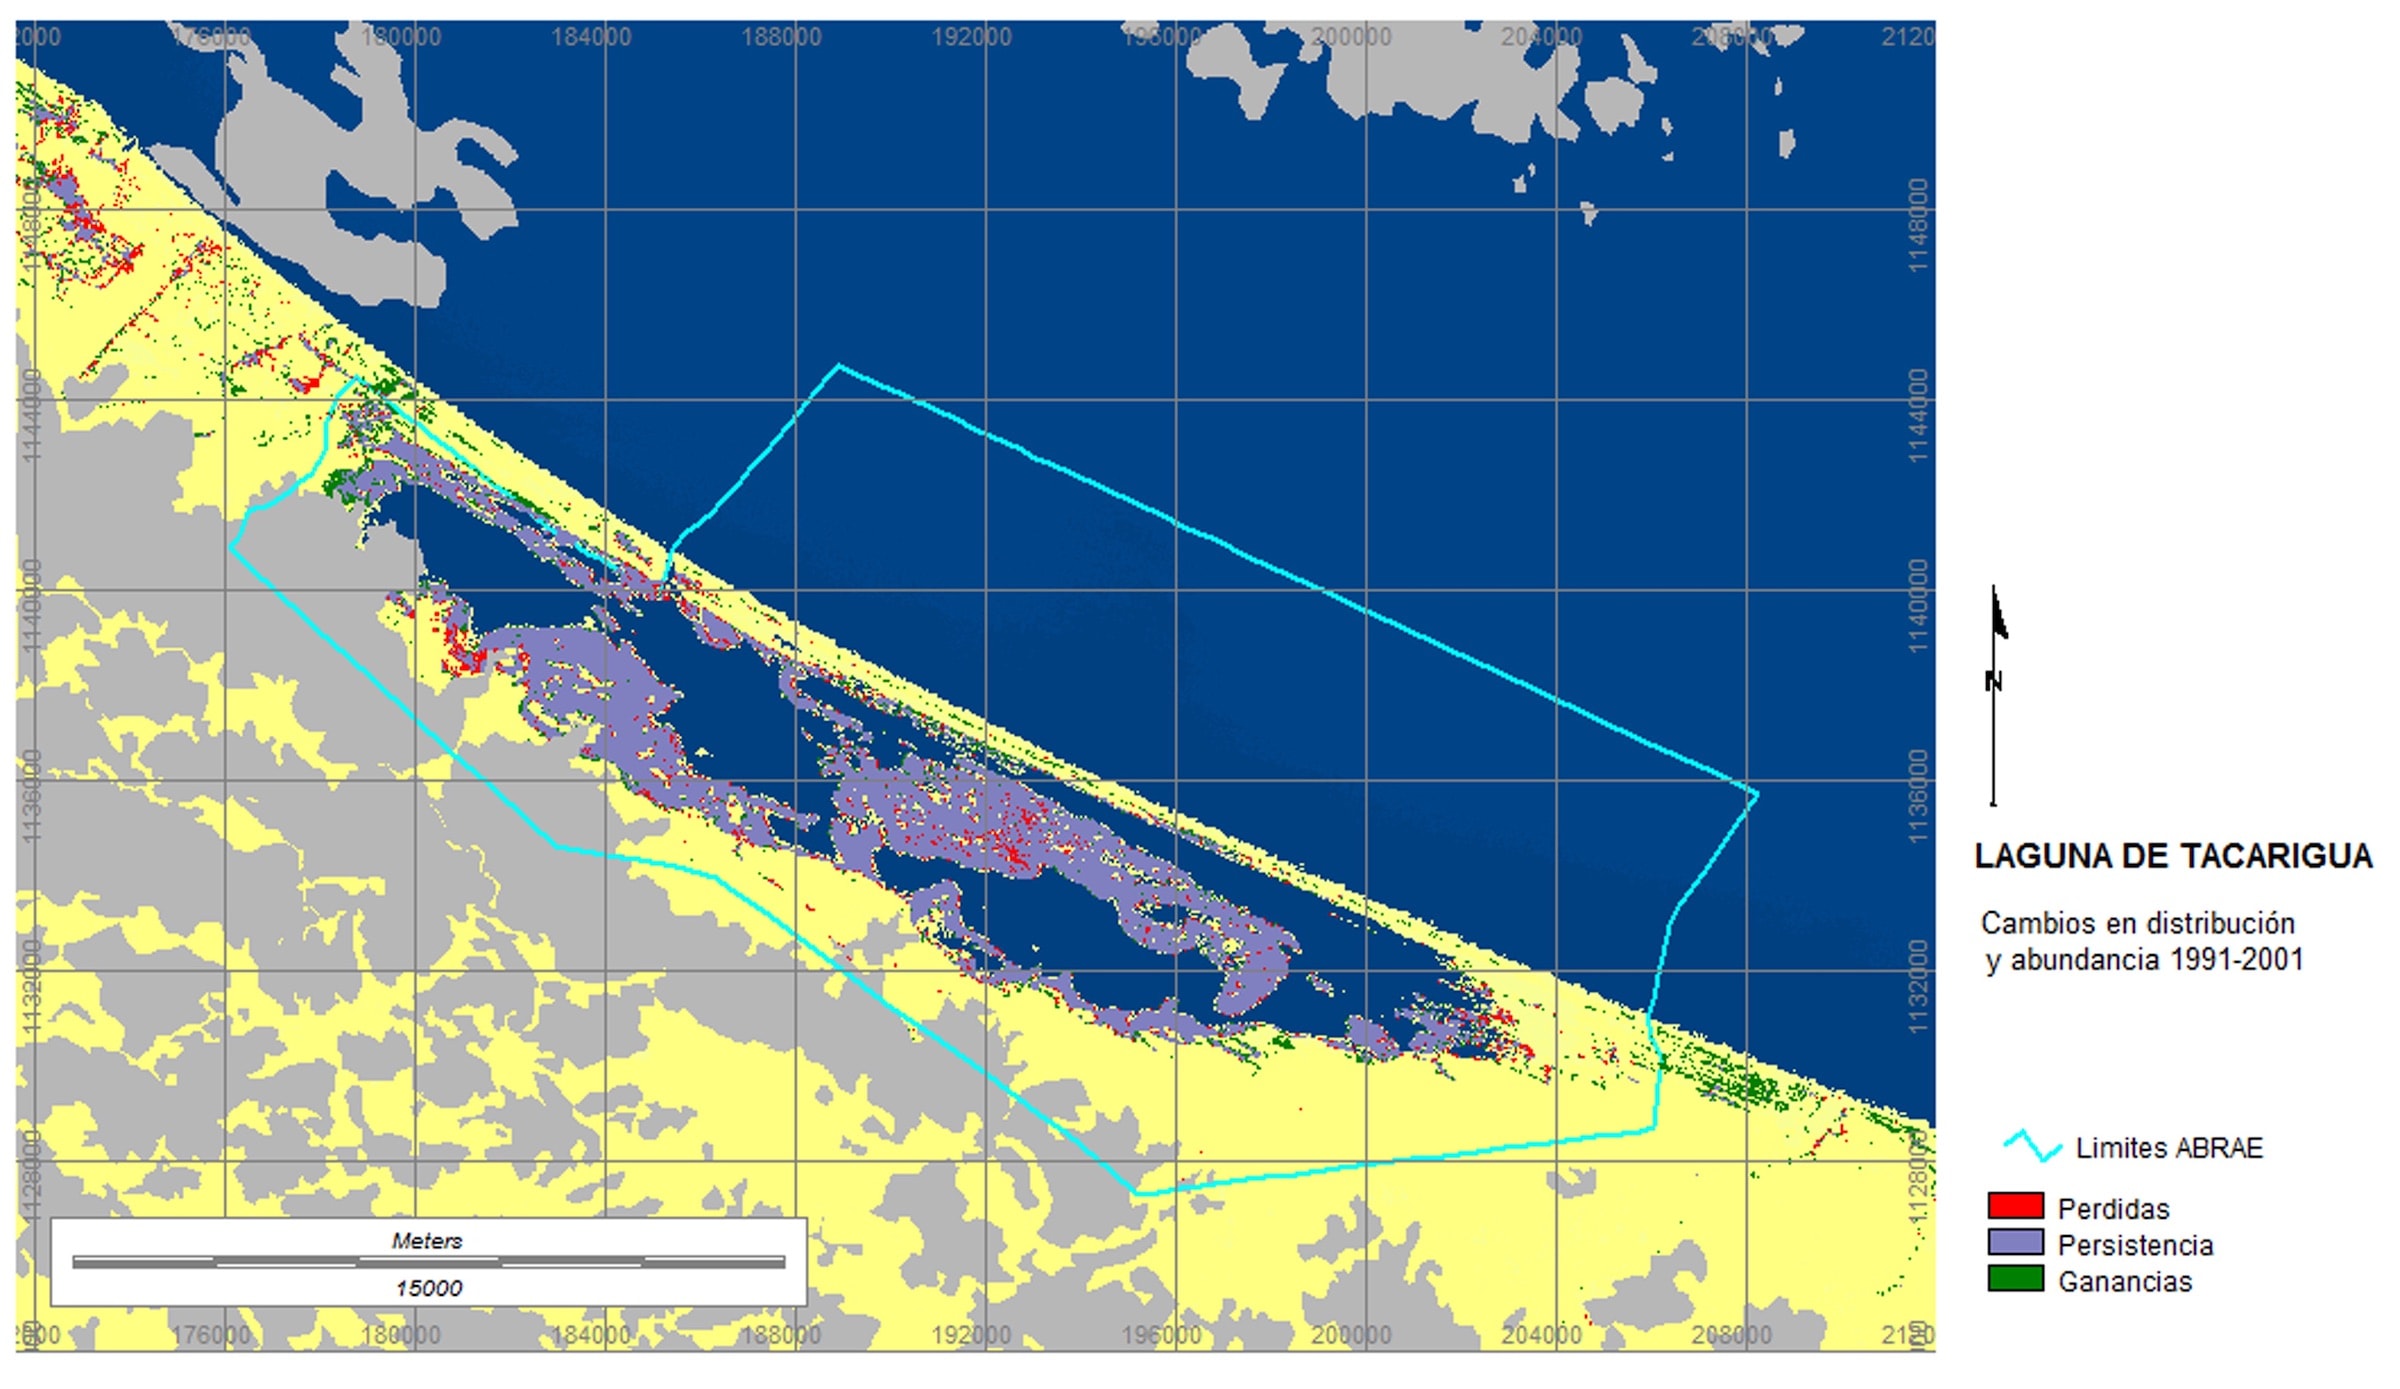 2000 176000 180000 184000 188000 192000 196000 200000 204000 208000 2120
1148000 1148000
1144000 1144000
1140000 1140000
1136000 1136000
1132000 1132000
1128000 1128000
N
LAGUNA DE TACARIGUA
Cambios en distribución
y abundancia 1991-2001
Limites ABRAE
Perdidas
Persistencia
Ganancias
Meters
15000
176000 180000 184000 188000 192000 196000 200000 204000 208000 2120